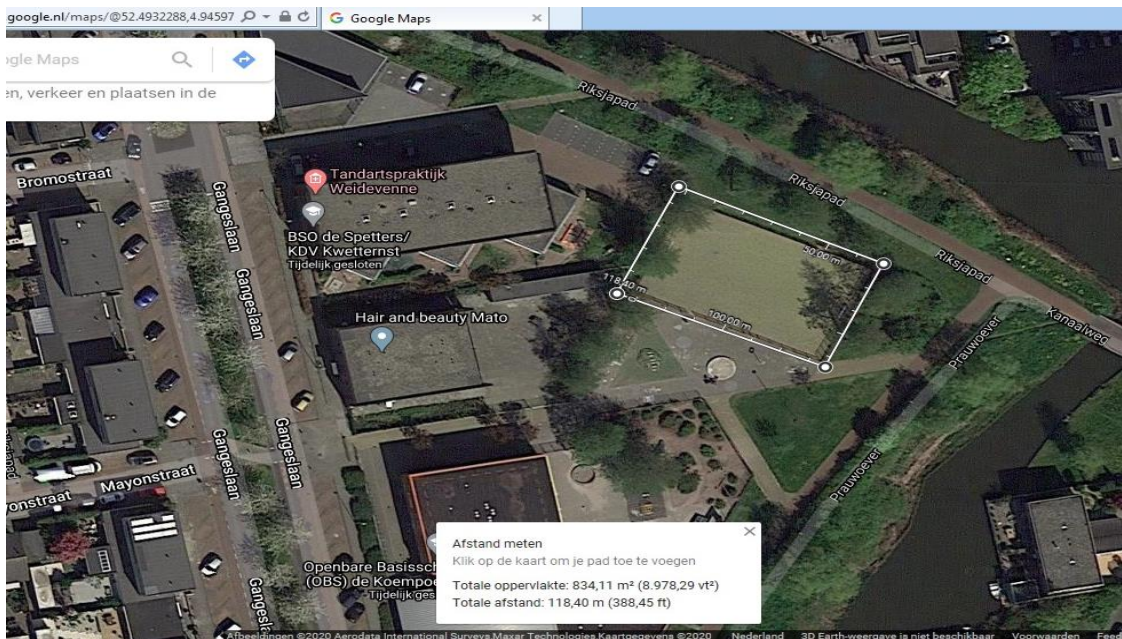 google.nl/maps/@52.4932288,4.94597
Google Maps
ogle Maps
en, verkeer en plaatsen in de
Riksjapad
Bromostraat
Tandartspraktijk
Weidevenne
Riksjapad
Gangeslaan
BSO de Spetters/
KDV Kwetternst
Tijdelijk gesloten
50,00 m
Riksjapad
Gangeslaan
118,40 m
Hair and beauty Mato
100,00 m
Kanaalweg
Prauwoever
Gangeslaan
Gangeslaan
Mayonstraat
onstraat
Prauwoever
Openbare Basissch
(OBS) de Koempoe
Tijdelijk ges
Afstand meten
Klik op de kaart om je pad toe te voegen
Totale oppervlakte: 834,11 m² (8.978,29 vt²)
Totale afstand: 118,40 m (388,45 ft)
Afbeeldingen ©2020 Aerodata International Surveys Maxar Technologies Kaartgegevens ©2020 Nederland 3D Earth-weergave is niet beschikbaar Voorwaarden Feed